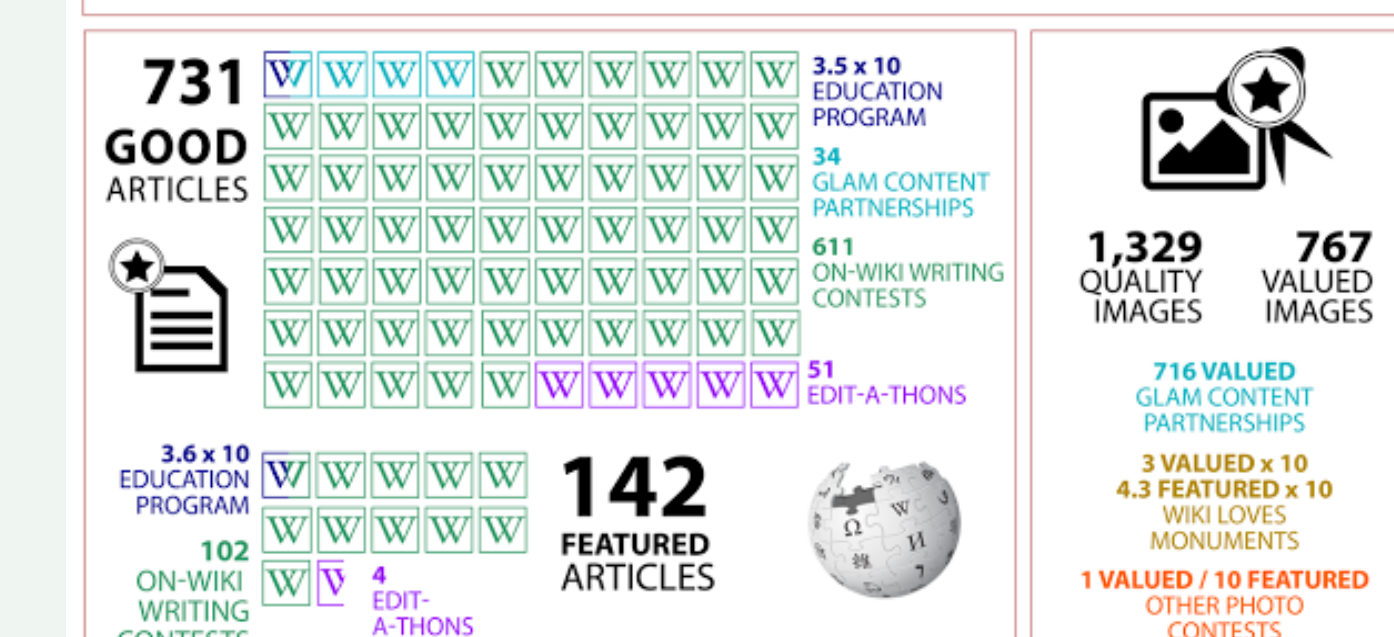 731
GOOD
ARTICLES
W W W W W W W W W W
W W W W W W W W W W
W W W W W W W W W W
W W W W W W W W W W
W W W W W W W W W W
W W W W W W W W W W
W W W W W W W W W W
3.5 x 10
EDUCATION
PROGRAM
34
GLAM CONTENT
PARTNERSHIPS
611
ON-WIKI WRITING
CONTESTS
51
EDIT-A-THONS
3.6 x 10
EDUCATION
PROGRAM
102
ON-WIKI
WRITING
CONTESTS
W W W W W
W W W W W
W W
4
EDIT-
A-THONS
142
FEATURED
ARTICLES
Ω W И
1,329
QUALITY
IMAGES
767
VALUED
IMAGES
716 VALUED
GLAM CONTENT
PARTNERSHIPS
3 VALUED x 10
4.3 FEATURED x 10
WIKI LOVES
MONUMENTS
1 VALUED / 10 FEATURED
OTHER PHOTO
CONTESTS